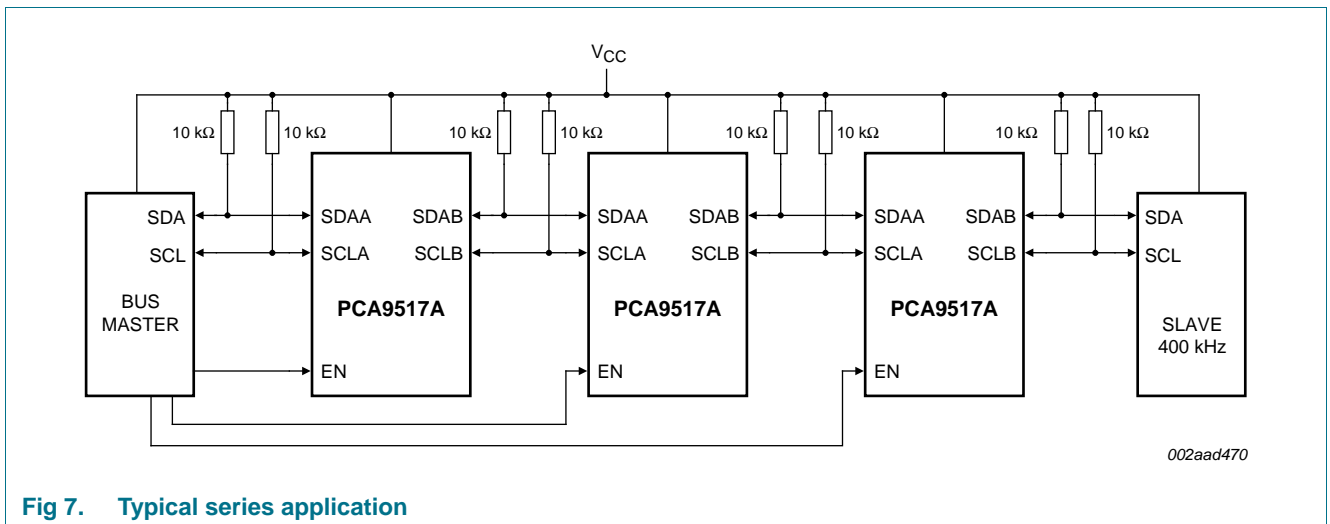 VCC
10 kΩ 10 kΩ 10 kΩ 10 kΩ 10 kΩ 10 kΩ 10 kΩ 10 kΩ
SDA SDAA SDAB SDAA SDAB SDAA SDAB SDA
SCL SCLA SCLB SCLA SCLB SCLA SCLB SCL
BUS
MASTER
PCA9517A PCA9517A PCA9517A
SLAVE
400 kHz
EN EN EN
002aad470
Fig 7. Typical series application